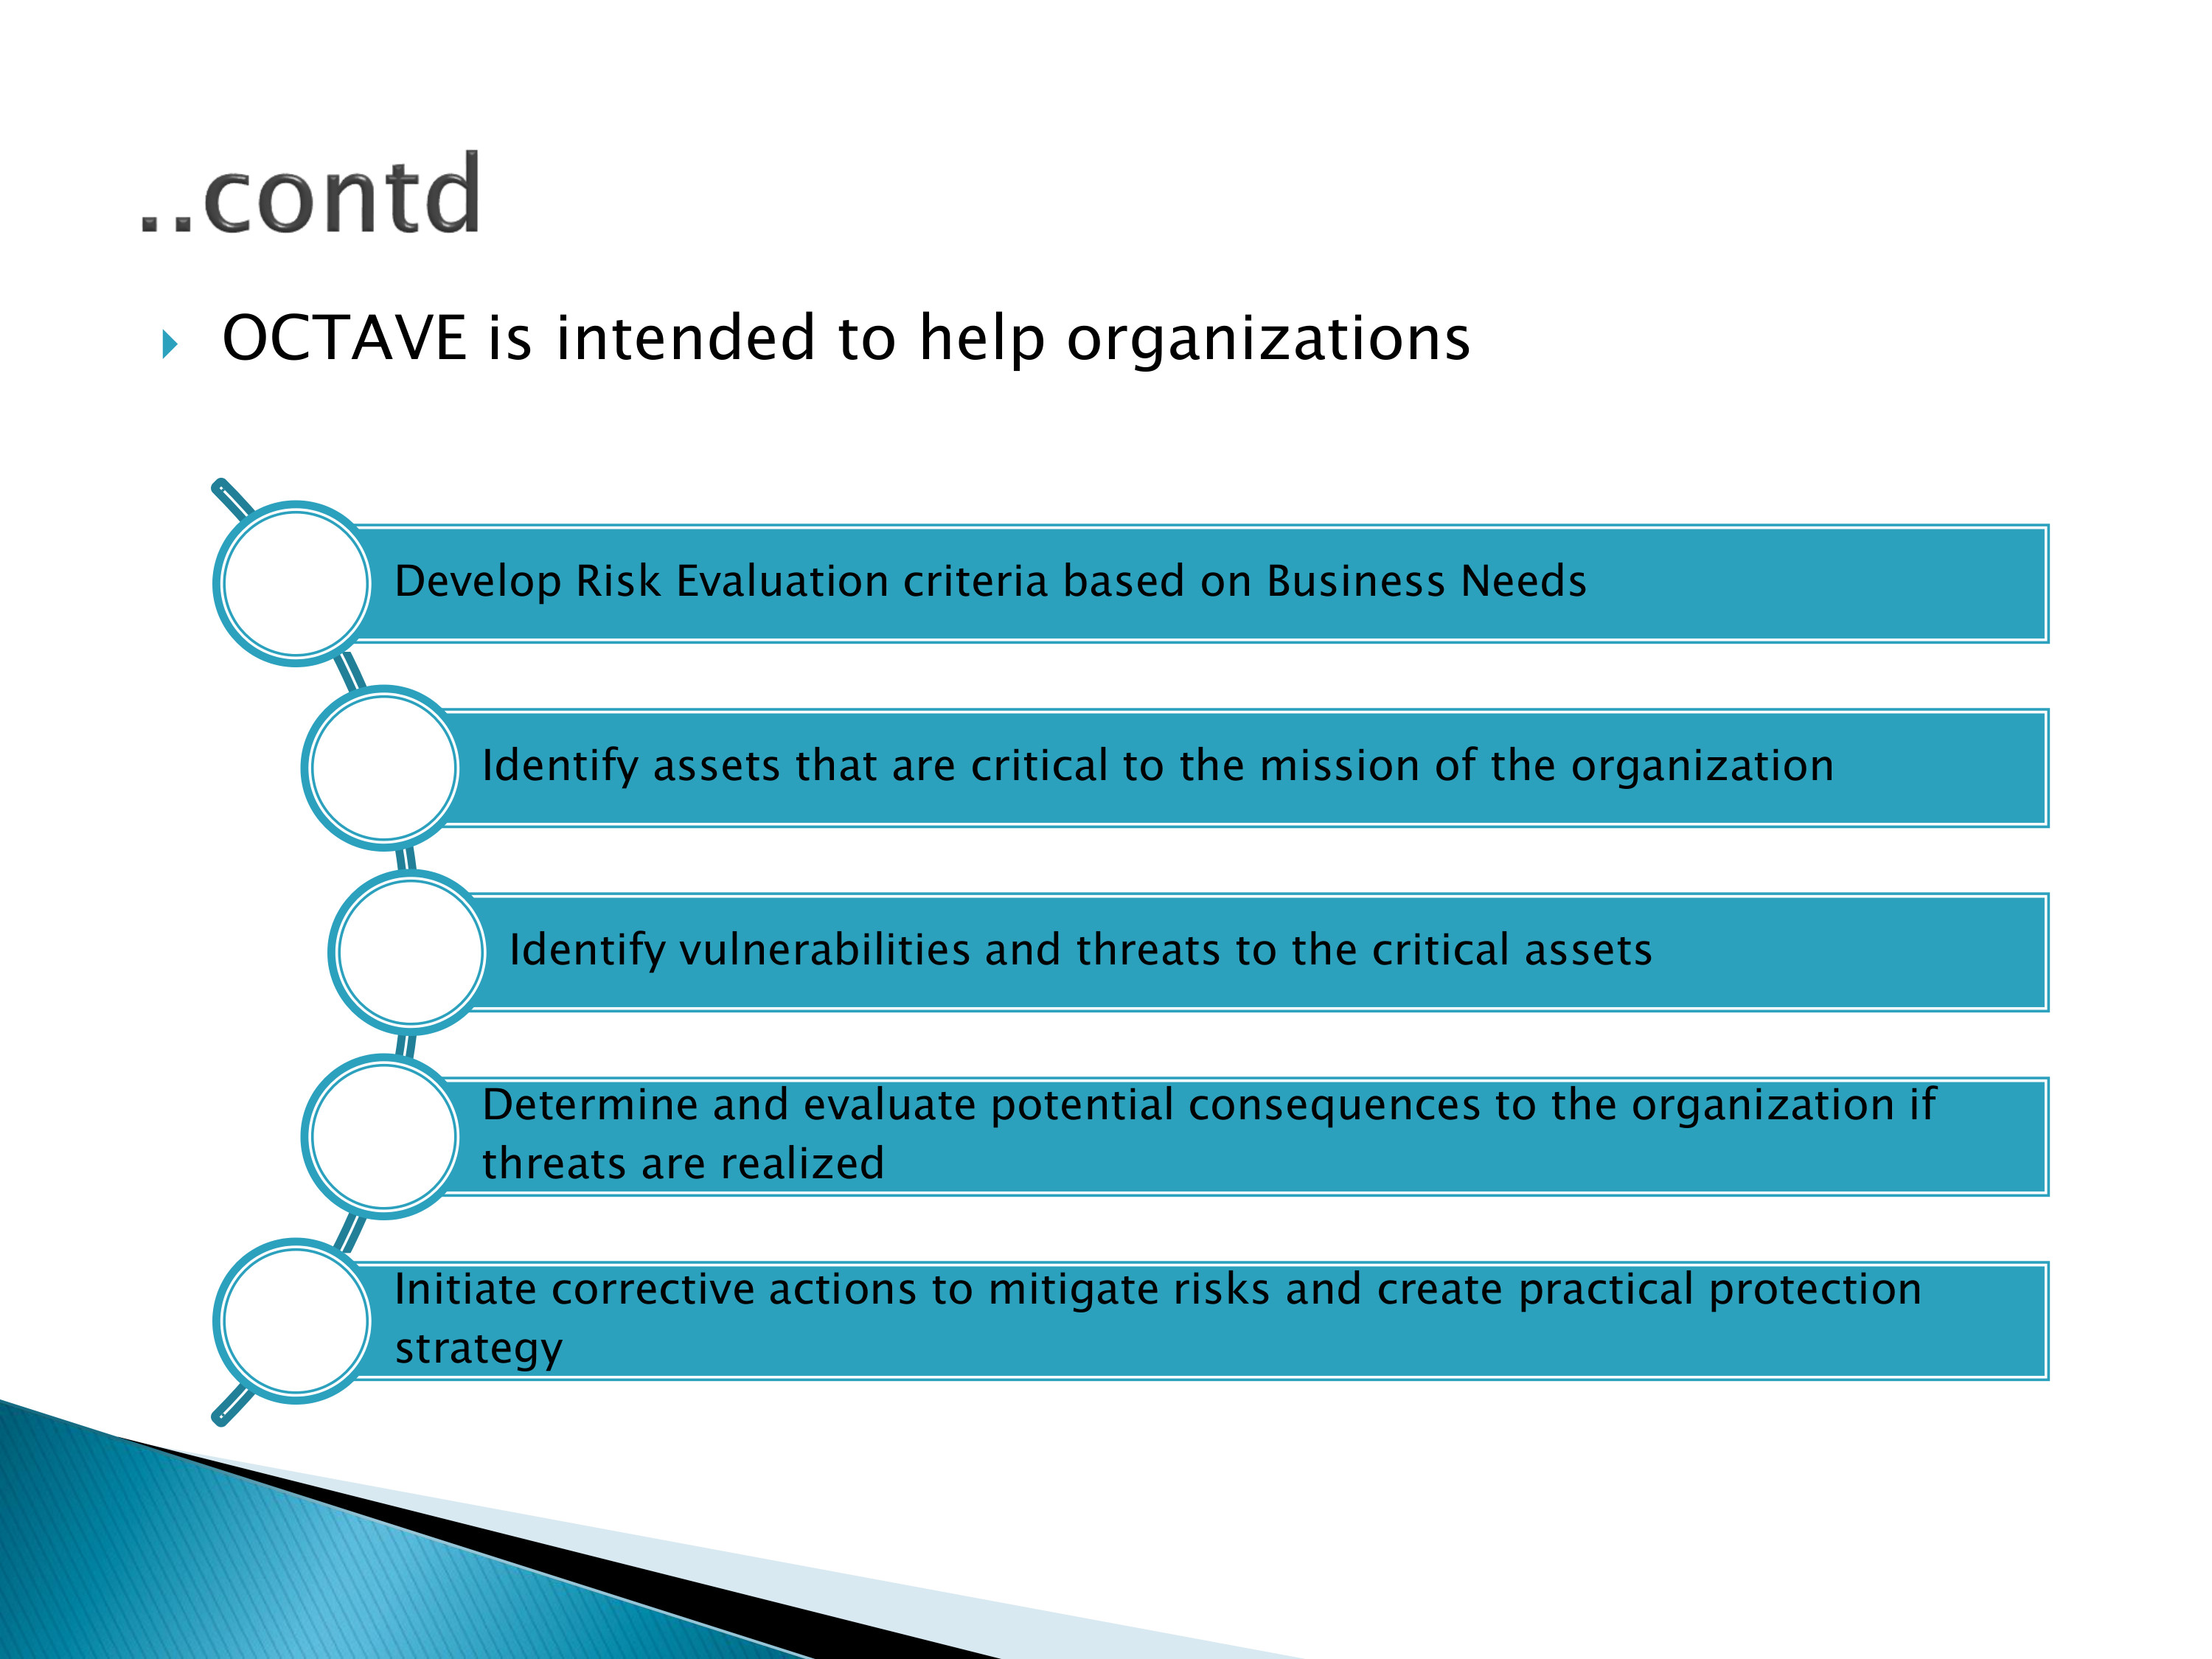 ..contd
OCTAVE is intended to help organizations
Develop Risk Evaluation criteria based on Business Needs
Identify assets that are critical to the mission of the organization
Identify vulnerabilities and threats to the critical assets
Determine and evaluate potential consequences to the organization if
threats are realized
Initiate corrective actions to mitigate risks and create practical protection
strategy